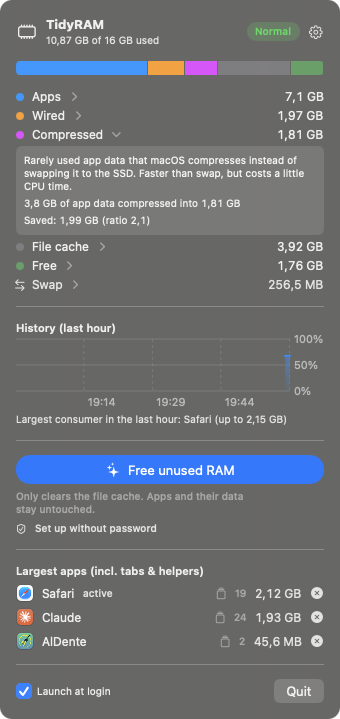 TidyRAM
10,87 GB of 16 GB used
Normal
Apps 7,1 GB
Wired 1,97 GB
Compressed 1,81 GB
Rarely used app data that macOS compresses instead of
swapping it to the SSD. Faster than swap, but costs a little
CPU time.
3,8 GB of app data compressed into 1,81 GB
Saved: 1,99 GB (ratio 2,1)
File cache 3,92 GB
Free 1,76 GB
Swap 256,5 MB
History (last hour)
100%
50%
0%
19:14 19:29 19:44
Largest consumer in the last hour: Safari (up to 2,15 GB)
Free unused RAM
Only clears the file cache. Apps and their data
stay untouched.
Set up without password
Largest apps (incl. tabs & helpers)
Safari active 19 2,12 GB
Claude 24 1,93 GB
AlDente 2 45,6 MB
Launch at login
Quit